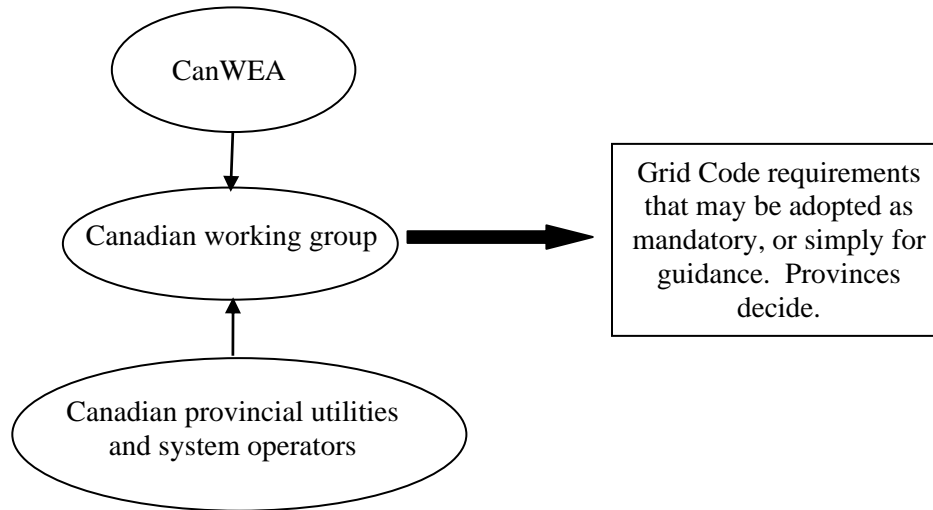 CanWEA
Canadian working group
Grid Code requirements
that may be adopted as
mandatory, or simply for
guidance.  Provinces
decide.
Canadian provincial utilities
and system operators